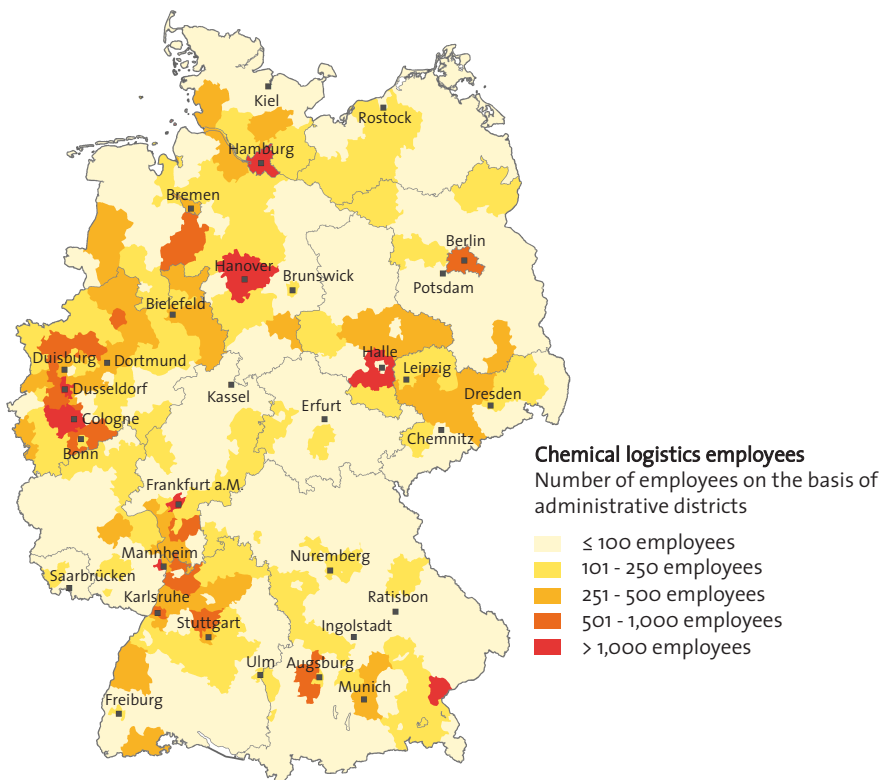 Kiel
Rostock
Hamburg
Bremen
Berlin
Hanover
Brunswick
Potsdam
Bielefeld
Halle
Duisburg
Dortmund
Leipzig
Dusseldorf
Kassel
Dresden
Erfurt
Cologne
Chemnitz
Bonn
Frankfurt a.M.
Mannheim
Nuremberg
Saarbrücken
Karlsruhe
Ratisbon
Stuttgart
Ingolstadt
Ulm
Augsburg
Munich
Freiburg
Chemical logistics employees
Number of employees on the basis of
administrative districts
≤ 100 employees
101 - 250 employees
251 - 500 employees
501 - 1,000 employees
> 1,000 employees